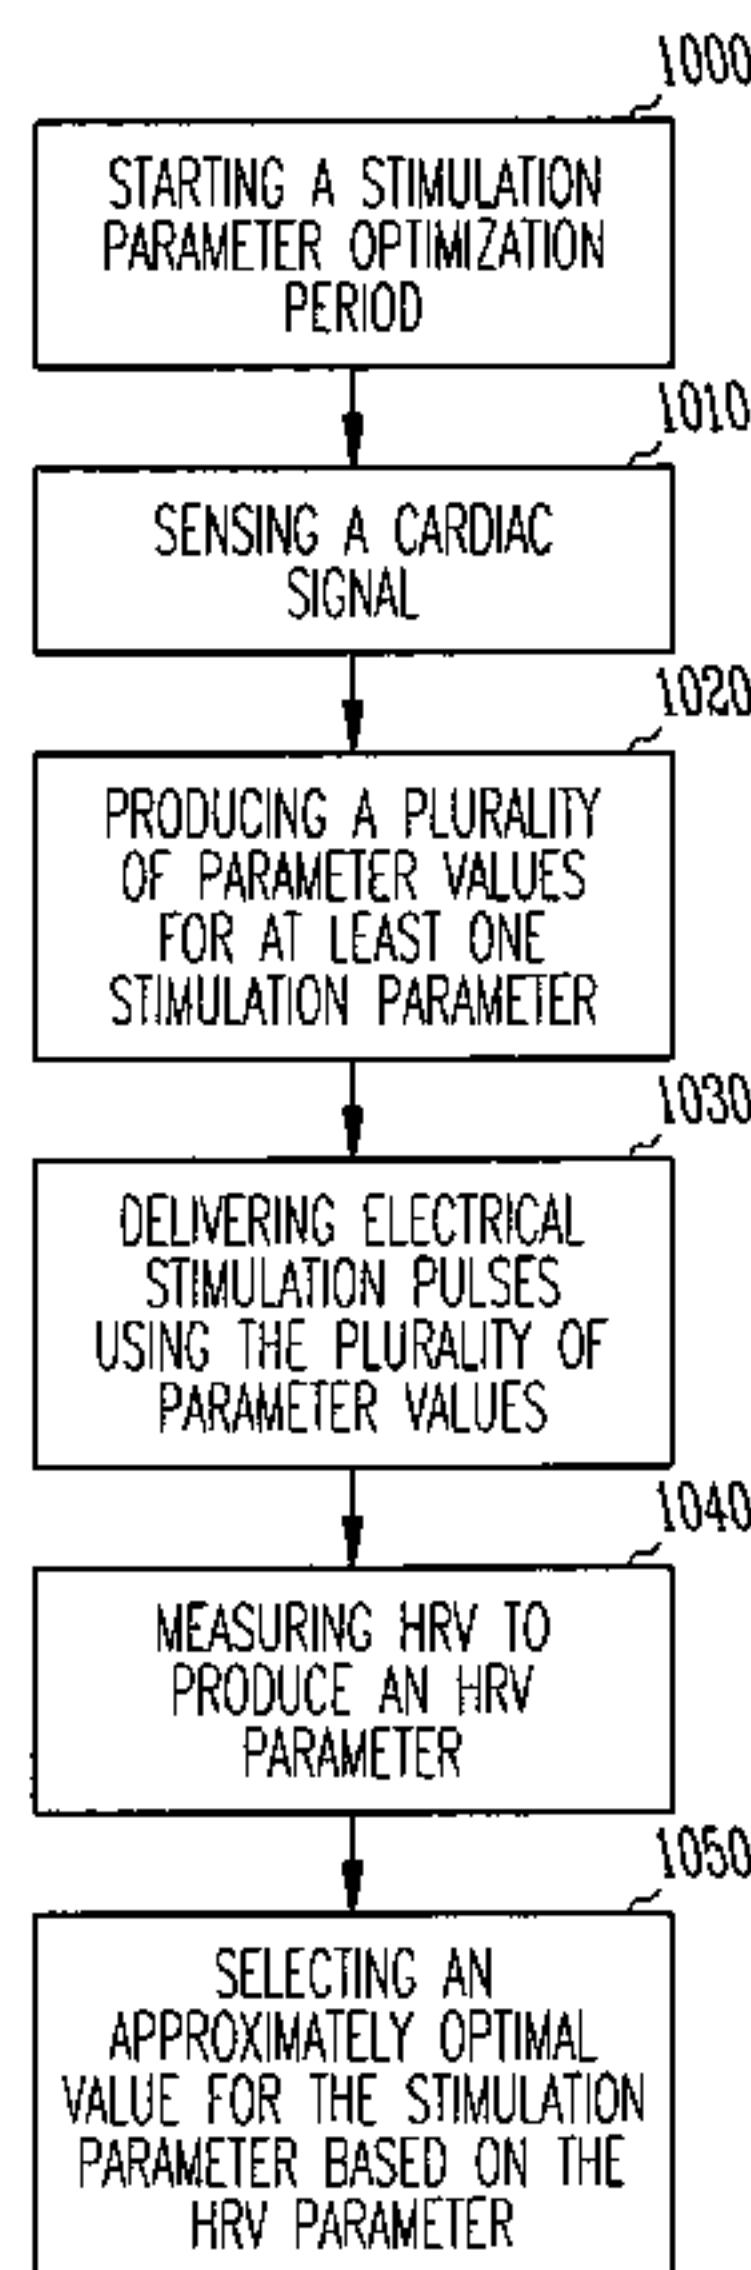 1000
STARTING A STIMULATION
PARAMETER OPTIMIZATION
PERIOD
1010
SENSING A CARDIAC
SIGNAL
1020
PRODUCING A PLURALITY
OF PARAMETER VALUES
FOR AT LEAST ONE
STIMULATION PARAMETER
1030
DELIVERING ELECTRICAL
STIMULATION PULSES
USING THE PLURALITY OF
PARAMETER VALUES
1040
MEASURING HRV TO
PRODUCE AN HRV
PARAMETER
1050
SELECTING AN
APPROXIMATELY OPTIMAL
VALUE FOR THE STIMULATION
PARAMETER BASED ON THE
HRV PARAMETER